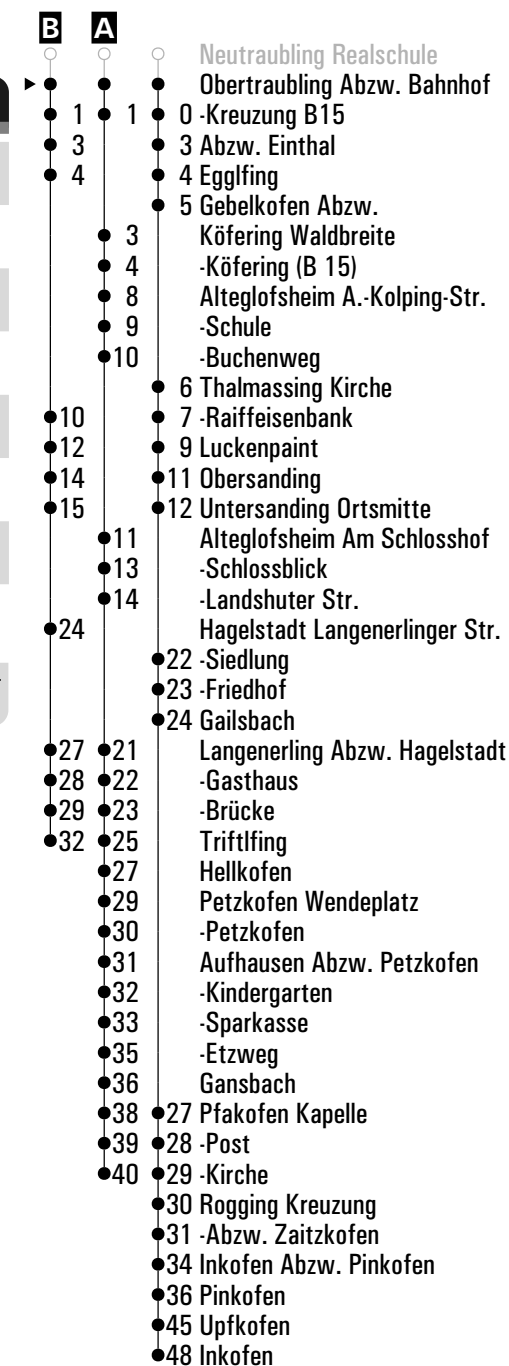 B A
Neutraubling Realschule
Obertraubling Abzw. Bahnhof
1 1 0 -Kreuzung B15
3 3 Abzw. Einthal
4 4 Egglfing
5 Gebelkofen Abzw.
3 Köfering Waldbreite
4 -Köfering (B 15)
8 Alteglofsheim A.-Kolping-Str.
9 -Schule
10 -Buchenweg
6 Thalmassing Kirche
10 7 -Raiffeisenbank
12 9 Luckenpaint
14 11 Obersanding
15 12 Untersanding Ortsmitte
11 Alteglofsheim Am Schlosshof
13 -Schlossblick
14 -Landshuter Str.
24 Hagelstadt Langenerlinger Str.
22 -Siedlung
23 -Friedhof
24 Gailsbach
27 21 Langenerling Abzw. Hagelstadt
28 22 -Gasthaus
29 23 -Brücke
32 25 Triftlfing
27 Hellkofen
29 Petzkofen Wendeplatz
30 -Petzkofen
31 Aufhausen Abzw. Petzkofen
32 -Kindergarten
33 -Sparkasse
35 -Etzweg
36 Gansbach
38 27 Pfakofen Kapelle
39 28 -Post
40 29 -Kirche
30 Rogging Kreuzung
31 -Abzw. Zaitzkofen
34 Inkofen Abzw. Pinkofen
36 Pinkofen
45 Upfkofen
48 Inkofen